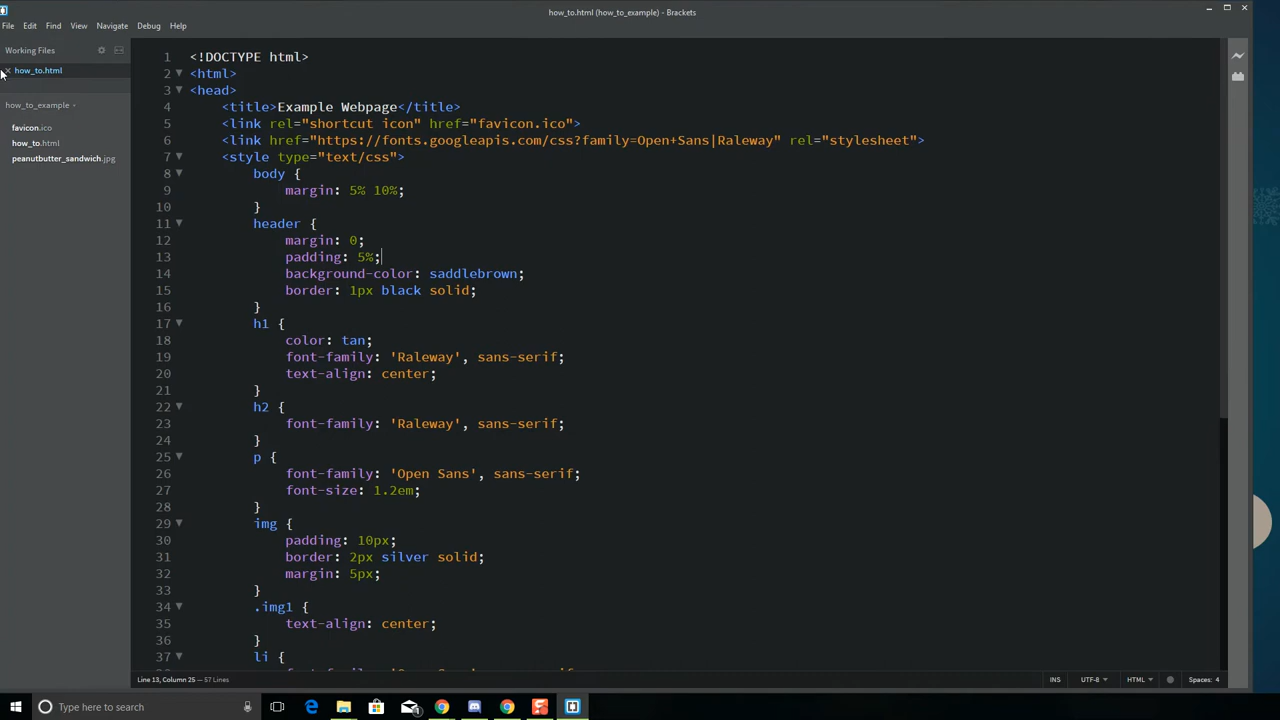 how_to.html (how_to_example) - Brackets
File Edit Find View Navigate Debug Help
Working Files
how_to.html
how_to_example
favicon.ico
how_to.html
peanutbutter_sandwich.jpg
1 <!DOCTYPE html>
2 <html>
3 <head>
4 <title>Example Webpage</title>
5 <link rel="shortcut icon" href="favicon.ico">
6 <link href="https://fonts.googleapis.com/css?family=Open+Sans|Raleway" rel="stylesheet">
7 <style type="text/css">
8 body {
9 margin: 5% 10%;
10 }
11 header {
12 margin: 0;
13 padding: 5%;
14 background-color: saddlebrown;
15 border: 1px black solid;
16 }
17 h1 {
18 color: tan;
19 font-family: 'Raleway', sans-serif;
20 text-align: center;
21 }
22 h2 {
23 font-family: 'Raleway', sans-serif;
24 }
25 p {
26 font-family: 'Open Sans', sans-serif;
27 font-size: 1.2em;
28 }
29 img {
30 padding: 10px;
31 border: 2px silver solid;
32 margin: 5px;
33 }
34 .img1 {
35 text-align: center;
36 }
37 li {
Line 13, Column 25 — 57 Lines
INS UTF-8 HTML Spaces: 4
Type here to search